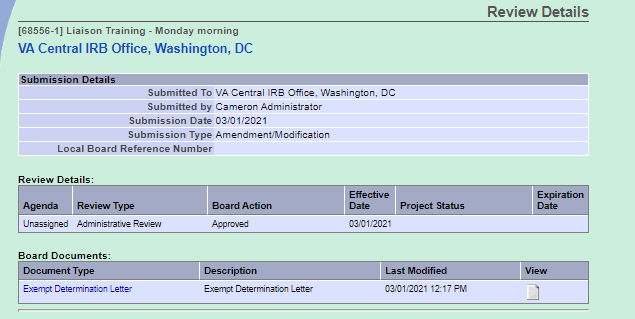 Review Details
[68556-1] Liaison Training - Monday morning
VA Central IRB Office, Washington, DC
Submission Details
Submitted To VA Central IRB Office, Washington, DC
Submitted by Cameron Administrator
Submission Date 03/01/2021
Submission Type Amendment/Modification
Local Board Reference Number
Review Details:
Agenda Review Type Board Action Effective Date Project Status Expiration Date
Unassigned Administrative Review Approved 03/01/2021
Board Documents:
Document Type Description Last Modified View
Exempt Determination Letter Exempt Determination Letter 03/01/2021 12:17 PM